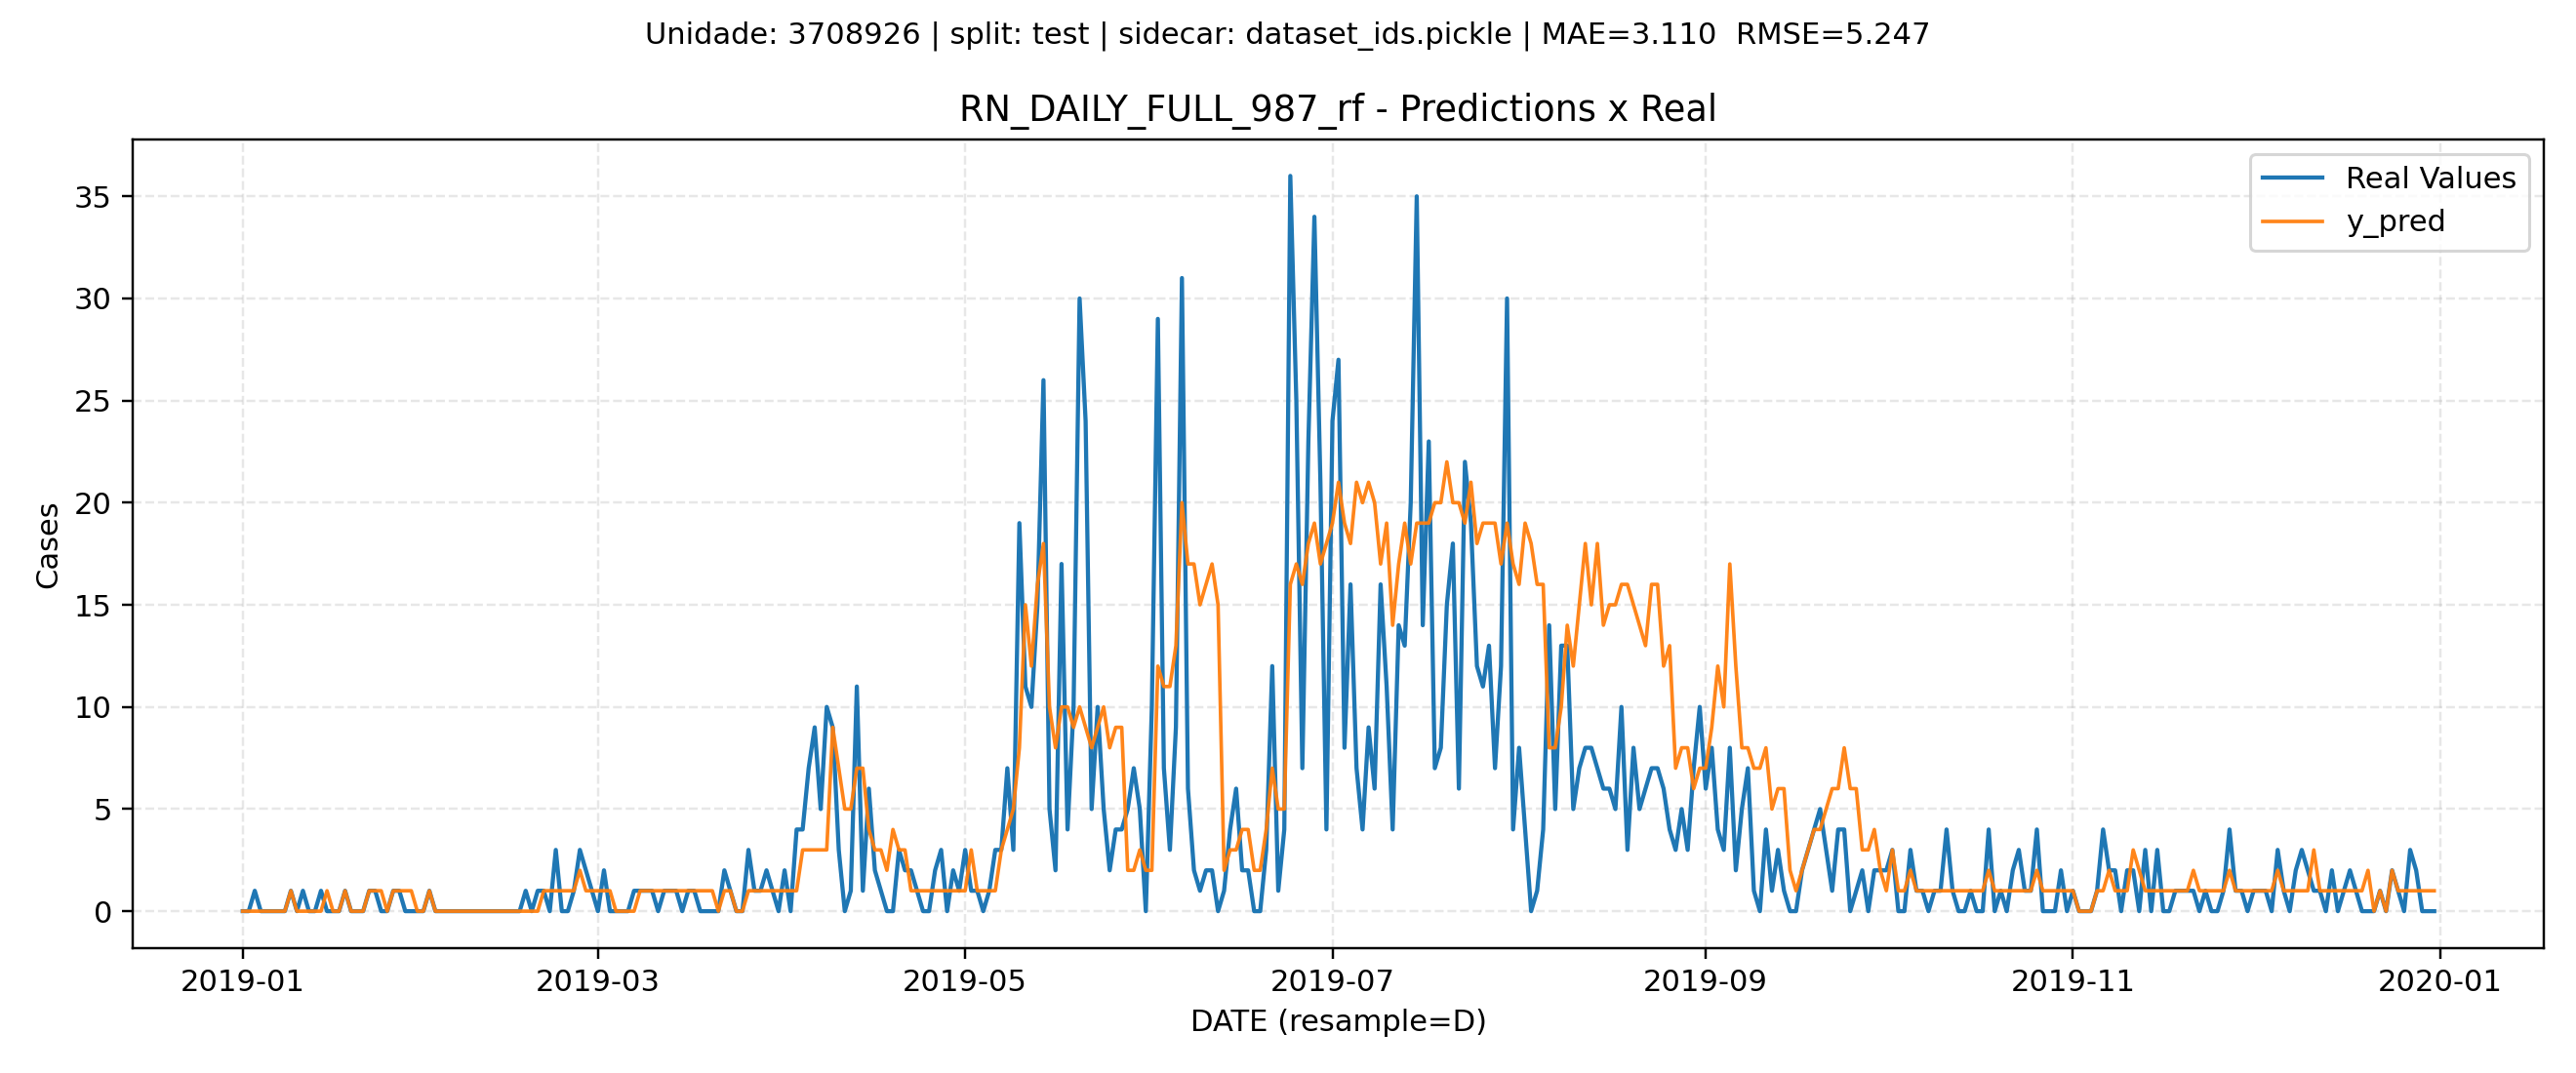 Unidade: 3708926 | split: test | sidecar: dataset_ids.pickle | MAE=3.110  RMSE=5.247
RN_DAILY_FULL_987_rf - Predictions x Real
Real Values
y_pred
35
30
25
20
15
10
5
0
Cases
2019-01
2019-03
2019-05
2019-07
2019-09
2019-11
2020-01
DATE (resample=D)